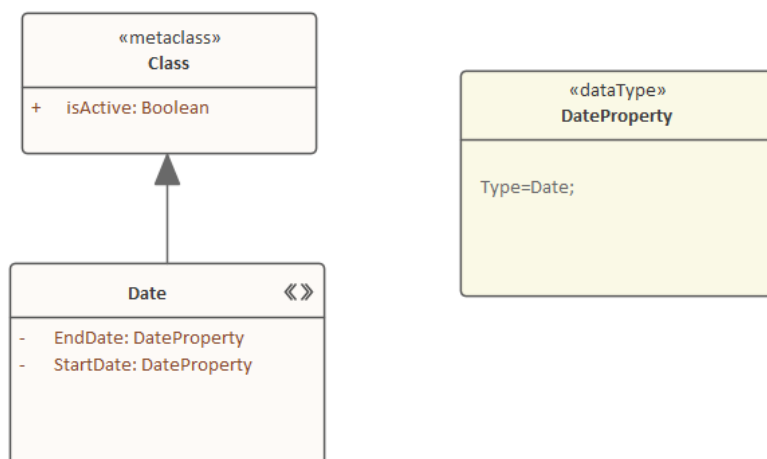 «metaclass»
Class
+ isActive: Boolean
Date
- EndDate: DateProperty
- StartDate: DateProperty
«dataType»
DateProperty
Type=Date;